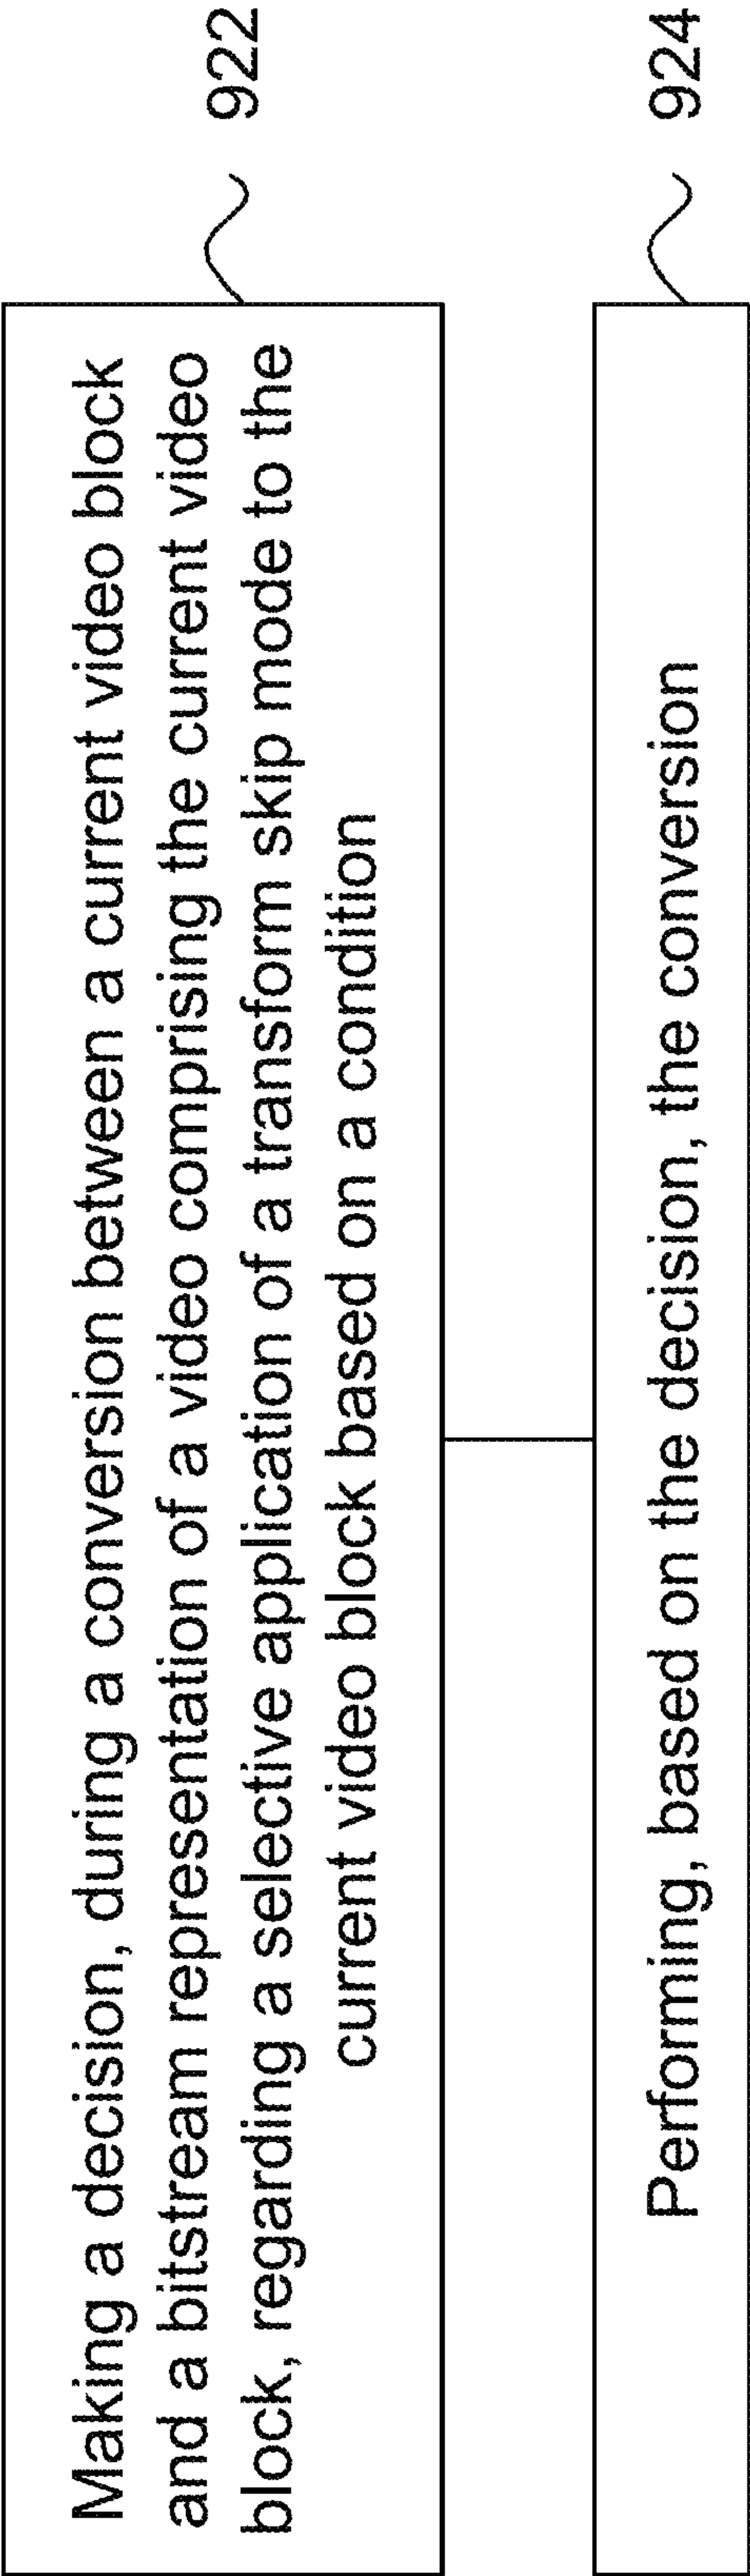 Making a decision, during a conversion between a current video block
and a bitstream representation of a video comprising the current video
block, regarding a selective application of a transform skip mode to the
current video block based on a condition
922
Performing, based on the decision, the conversion
924